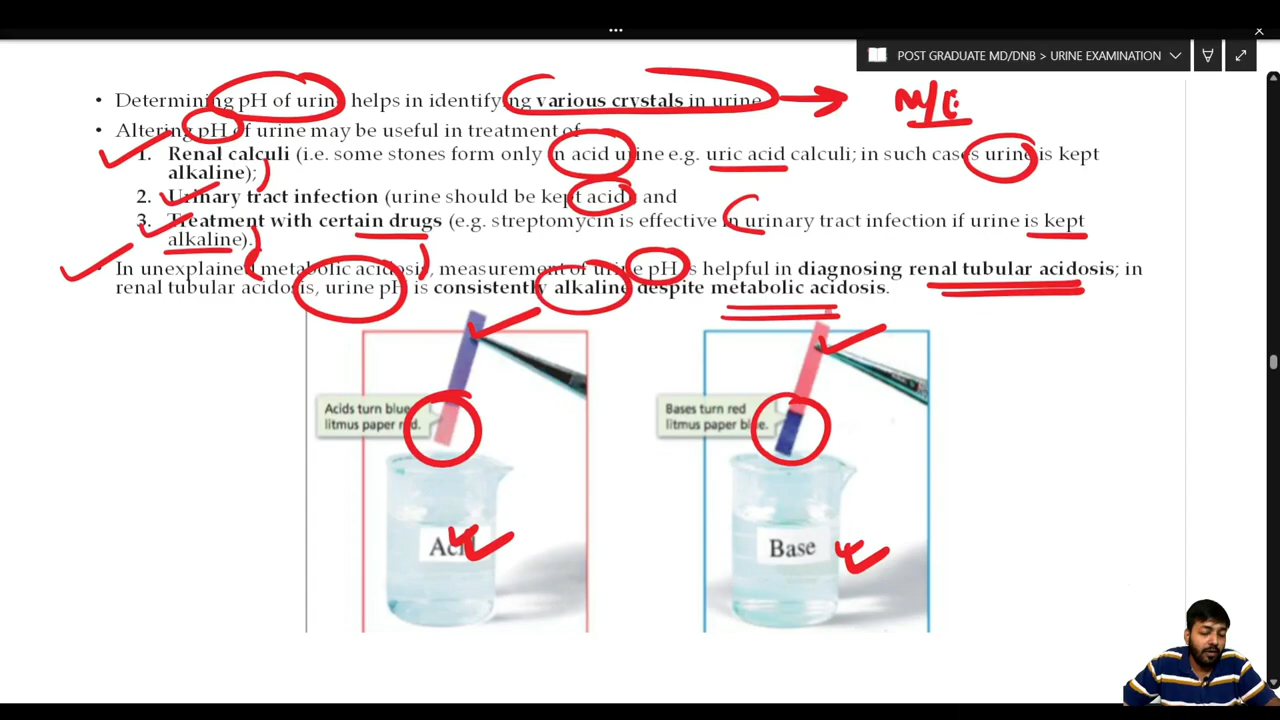 POST GRADUATE MD/DNB > URINE EXAMINATION
• Determining pH of urine helps in identifying various crystals in urine
• Altering pH of urine may be useful in treatment of
1. Renal calculi (i.e. some stones form only in acid urine e.g. uric acid calculi; in such cases urine is kept
alkaline);
2. Urinary tract infection (urine should be kept acid) and
3. Treatment with certain drugs (e.g. streptomycin is effective in urinary tract infection if urine is kept
alkaline).
• In unexplained metabolic acidosis, measurement of urine pH is helpful in diagnosing renal tubular acidosis; in
renal tubular acidosis, urine pH is consistently alkaline despite metabolic acidosis.
Acids turn blue
litmus paper red.
Bases turn red
litmus paper blue.
Acid
Base